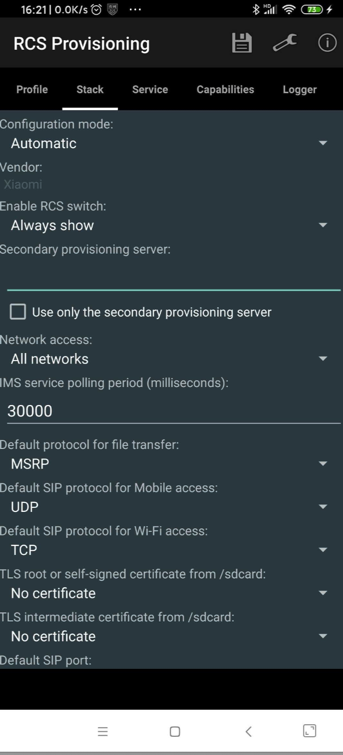 16:21 | 0.0K/s
HD
73
RCS Provisioning
Profile
Stack
Service
Capabilities
Logger
Configuration mode:
Automatic
Vendor:
Xiaomi
Enable RCS switch:
Always show
Secondary provisioning server:
Use only the secondary provisioning server
Network access:
All networks
IMS service polling period (milliseconds):
30000
Default protocol for file transfer:
MSRP
Default SIP protocol for Mobile access:
UDP
Default SIP protocol for Wi-Fi access:
TCP
TLS root or self-signed certificate from /sdcard:
No certificate
TLS intermediate certificate from /sdcard:
No certificate
Default SIP port: